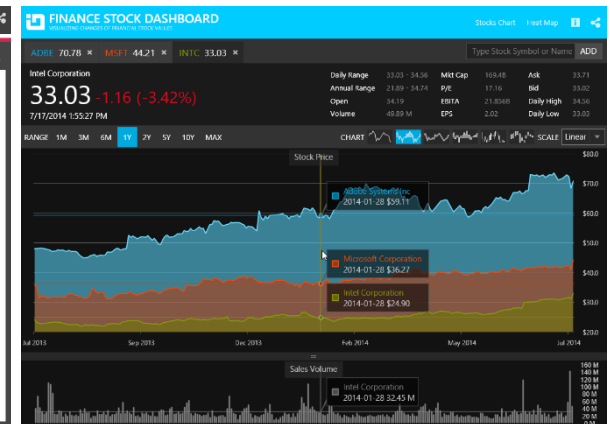 FINANCE STOCK DASHBOARD
VISUALIZING CHANGES OF FINANCIAL STOCK VALUES
Stocks Chart Heat Map
ADBE 70.78 × MSFT 44.21 × INTC 33.03 ×
Type Stock Symbol or Name ADD
Intel Corporation
33.03 -1.16 (-3.42%)
7/17/2014 1:55:27 PM
Daily Range 33.03 - 34.56 Mkt Cap 169.4B Ask 33.71
Annual Range 21.89 - 34.74 P/E 17.16 Bid 33.02
Open 34.19 EBITA 21.856B Daily High 34.56
Volume 49.89 M EPS 2.02 Daily Low 33.03
RANGE 1M 3M 6M 1Y 2Y 5Y 10Y MAX CHART SCALE Linear
Stock Price
$80.0
$70.0
Adobe Systems Inc
2014-01-28 $59.11
$60.0
$50.0
Microsoft Corporation
2014-01-28 $36.27
$40.0
Intel Corporation
2014-01-28 $24.90
$30.0
$20.0
Jul 2013 Sep 2013 Dec 2013 Feb 2014 May 2014 Jul 2014
Sales Volume
160 M
140 M
120 M
Intel Corporation
2014-01-28 32.45 M
100 M
80 M
60 M
40 M
20 M
0 M